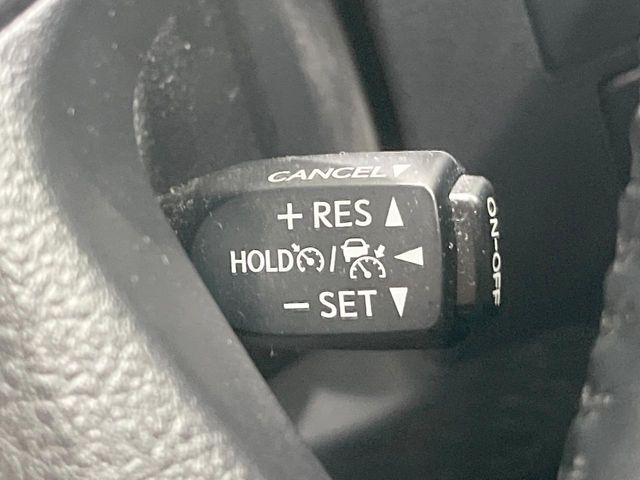 CANCEL
+ RES
HOLD /
− SET
ON-OFF